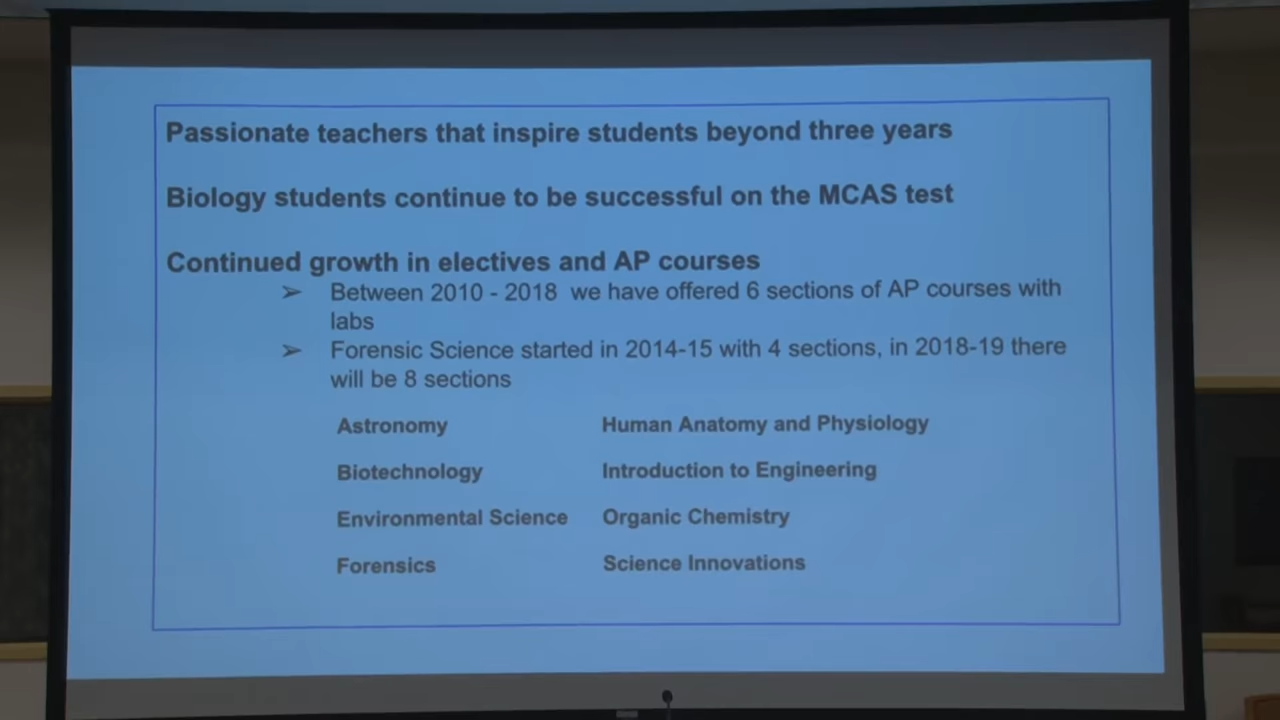 Passionate teachers that inspire students beyond three years
Biology students continue to be successful on the MCAS test
Continued growth in electives and AP courses
➢ Between 2010 - 2018 we have offered 6 sections of AP courses with
labs
➢ Forensic Science started in 2014-15 with 4 sections, in 2018-19 there
will be 8 sections
Astronomy Human Anatomy and Physiology
Biotechnology Introduction to Engineering
Environmental Science Organic Chemistry
Forensics Science Innovations